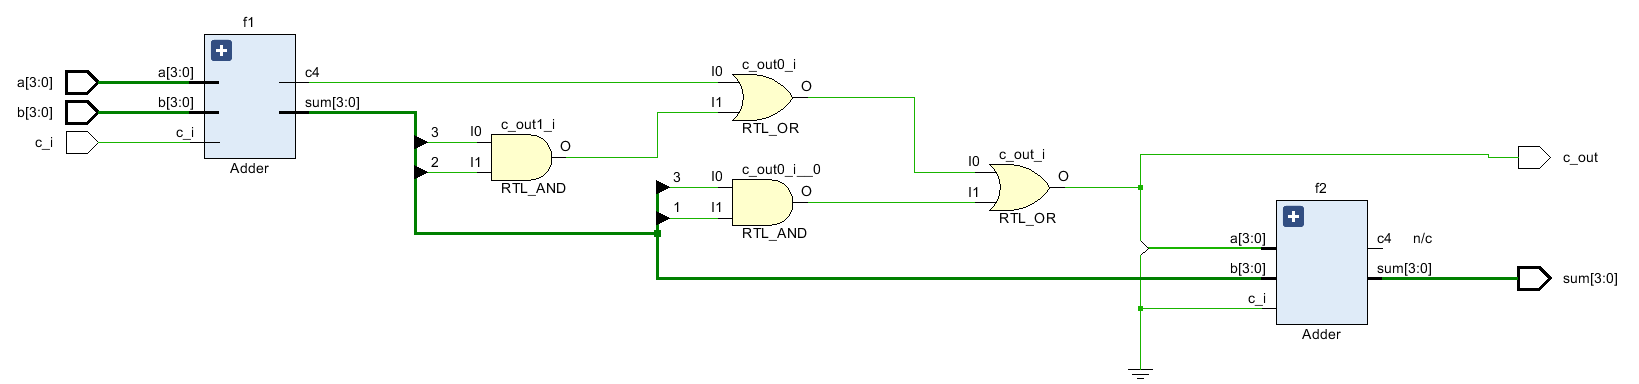 f1
a[3:0]
b[3:0]
c_i
a[3:0]
b[3:0]
c_i
c4
sum[3:0]
Adder
3
2
I0
I1
c_out1_i
O
RTL_AND
I0
I1
c_out0_i
O
RTL_OR
3
1
I0
I1
c_out0_i__0
O
RTL_AND
I0
I1
c_out_i
O
RTL_OR
c_out
f2
a[3:0]
b[3:0]
c_i
c4 n/c
sum[3:0]
sum[3:0]
Adder